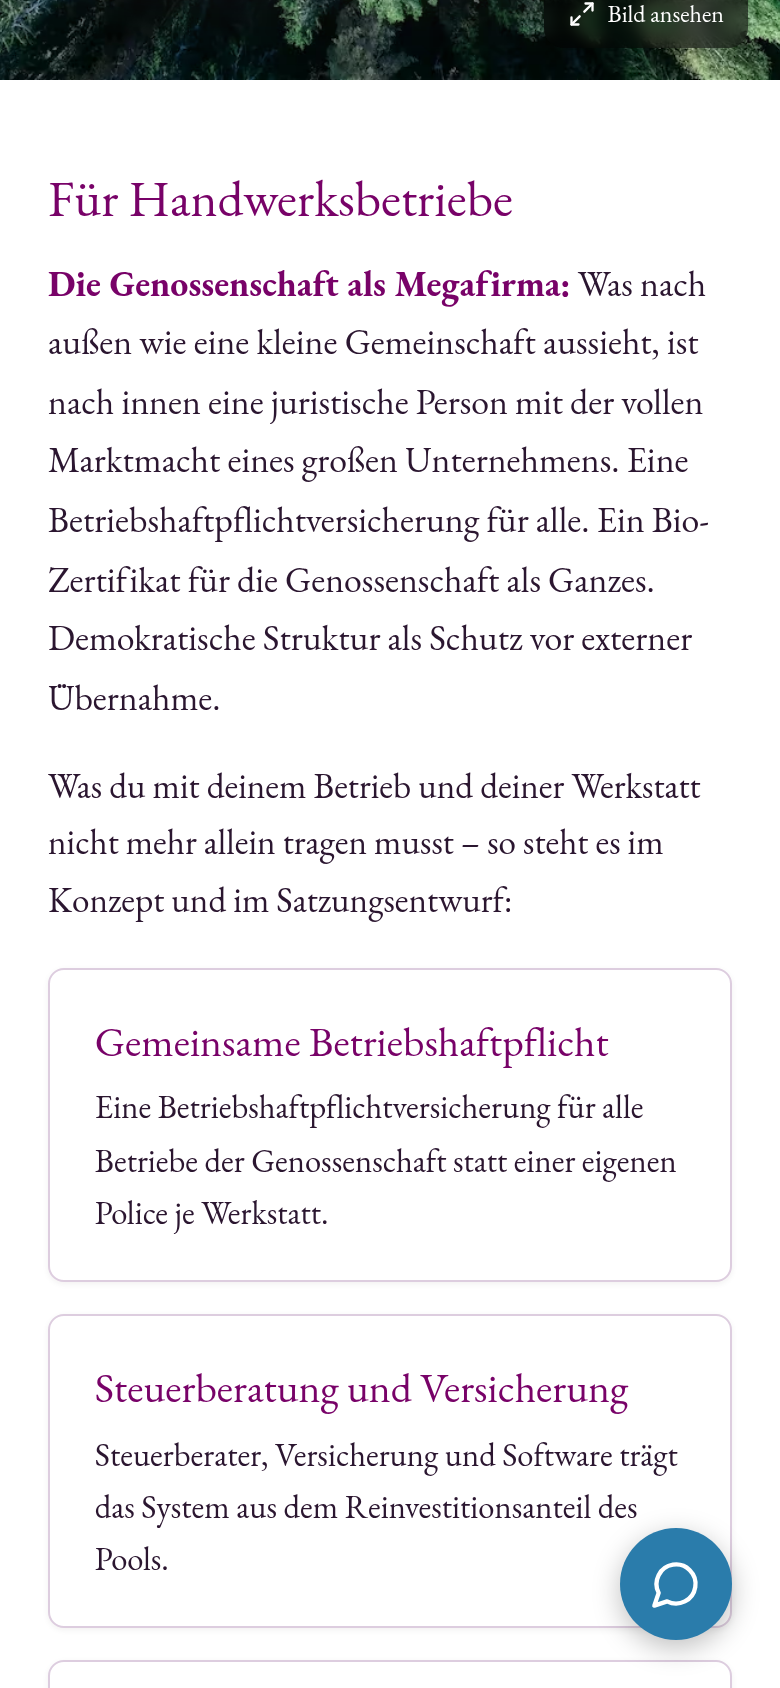 Bild ansehen
Für Handwerksbetriebe
Die Genossenschaft als Megafirma: Was nach
außen wie eine kleine Gemeinschaft aussieht, ist
nach innen eine juristische Person mit der vollen
Marktmacht eines großen Unternehmens. Eine
Betriebshaftpflichtversicherung für alle. Ein Bio-
Zertifikat für die Genossenschaft als Ganzes.
Demokratische Struktur als Schutz vor externer
Übernahme.
Was du mit deinem Betrieb und deiner Werkstatt
nicht mehr allein tragen musst – so steht es im
Konzept und im Satzungsentwurf:
Gemeinsame Betriebshaftpflicht
Eine Betriebshaftpflichtversicherung für alle
Betriebe der Genossenschaft statt einer eigenen
Police je Werkstatt.
Steuerberatung und Versicherung
Steuerberater, Versicherung und Software trägt
das System aus dem Reinvestitionsanteil des
Pools.